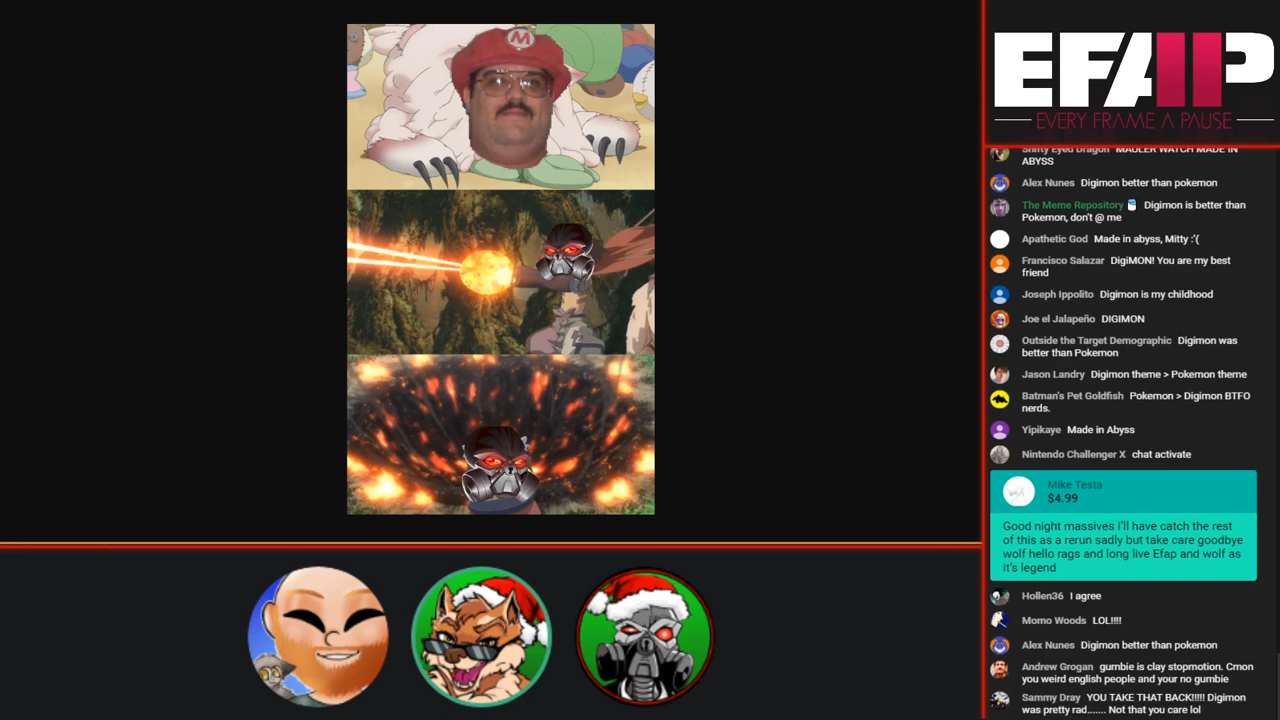 M
EFAP
EVERY FRAME A PAUSE
Shifty Eyed Dragon MAULER WATCH MADE IN
ABYSS
Alex Nunes Digimon better than pokemon
The Meme Repository Digimon is better than
Pokemon, don't @ me
Apathetic God Made in abyss, Mitty :'(
Francisco Salazar DigiMON! You are my best
friend
Joseph Ippolito Digimon is my childhood
Joe el Jalapeño DIGIMON
Outside the Target Demographic Digimon was
better than Pokemon
Jason Landry Digimon theme > Pokemon theme
Batman's Pet Goldfish Pokemon > Digimon BTFO
nerds.
Yipikaye Made in Abyss
Nintendo Challenger X chat activate
Mike Testa
$4.99
Good night massives I'll have catch the rest
of this as a rerun sadly but take care goodbye
wolf hello rags and long live Efap and wolf as
it's legend
Hollen36 I agree
Momo Woods LOL!!!!
Alex Nunes Digimon better than pokemon
Andrew Grogan gumbie is clay stopmotion. Cmon
you weird english people and your no gumbie
Sammy Dray YOU TAKE THAT BACK!!!!! Digimon
was pretty rad....... Not that you care lol